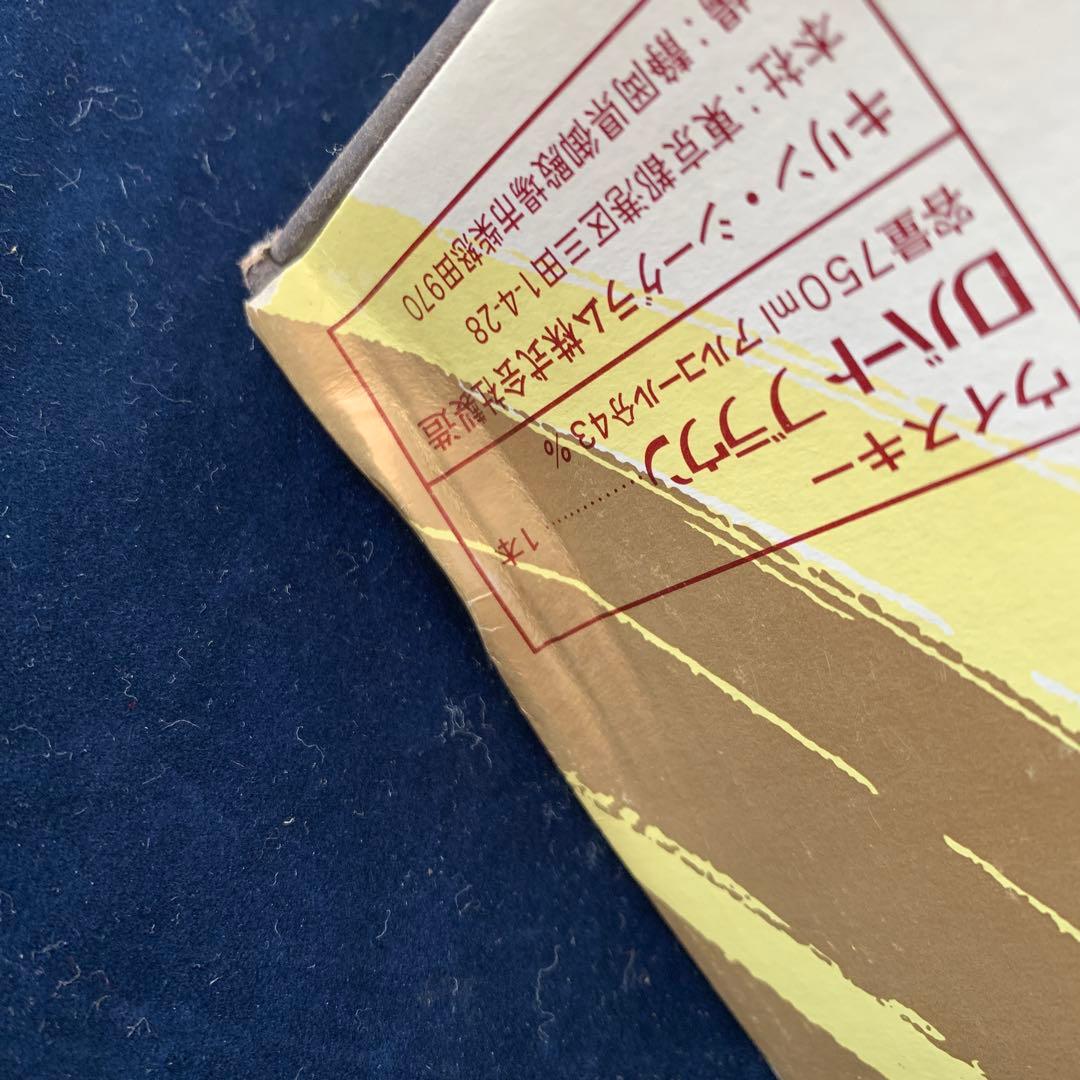 ウイスキー
ロバート ブラウン………1本
容量750ml アルコール分43%
キリン・シーグラム株式会社製造
本社:東京都港区三田1-4-28
場:静岡県御殿場市柴怒田970